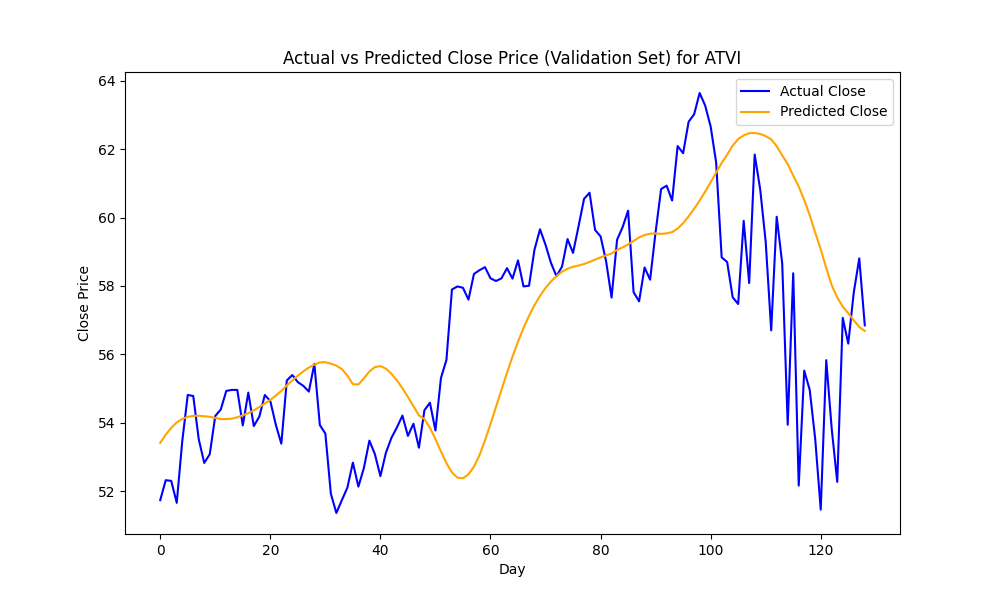 Actual vs Predicted Close Price (Validation Set) for ATVI
Actual Close
Predicted Close
Close Price
64
62
60
58
56
54
52
0 20 40 60 80 100 120
Day